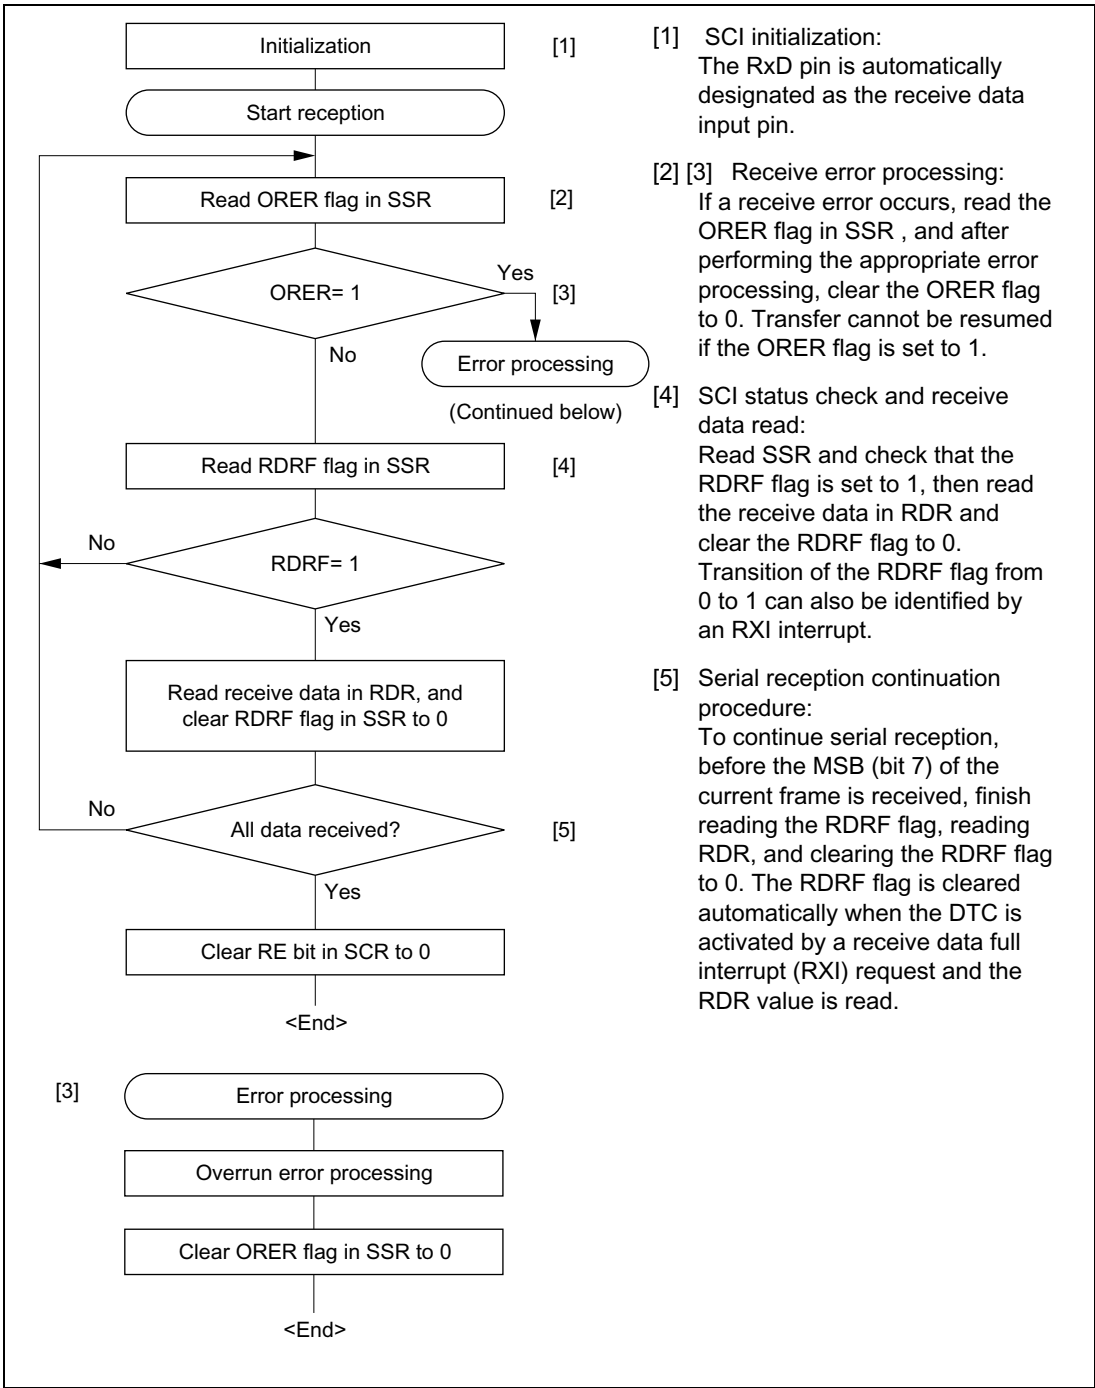 Initialization
[1]
Start reception
Read ORER flag in SSR
[2]
ORER= 1
Yes
[3]
No
Error processing
(Continued below)
Read RDRF flag in SSR
[4]
No
RDRF= 1
Yes
Read receive data in RDR, and
clear RDRF flag in SSR to 0
No
All data received?
[5]
Yes
Clear RE bit in SCR to 0
<End>
[3]
Error processing
Overrun error processing
Clear ORER flag in SSR to 0
<End>
[1] SCI initialization:
The RxD pin is automatically
designated as the receive data
input pin.
[2] [3] Receive error processing:
If a receive error occurs, read the
ORER flag in SSR , and after
performing the appropriate error
processing, clear the ORER flag
to 0. Transfer cannot be resumed
if the ORER flag is set to 1.
[4] SCI status check and receive
data read:
Read SSR and check that the
RDRF flag is set to 1, then read
the receive data in RDR and
clear the RDRF flag to 0.
Transition of the RDRF flag from
0 to 1 can also be identified by
an RXI interrupt.
[5] Serial reception continuation
procedure:
To continue serial reception,
before the MSB (bit 7) of the
current frame is received, finish
reading the RDRF flag, reading
RDR, and clearing the RDRF flag
to 0. The RDRF flag is cleared
automatically when the DTC is
activated by a receive data full
interrupt (RXI) request and the
RDR value is read.